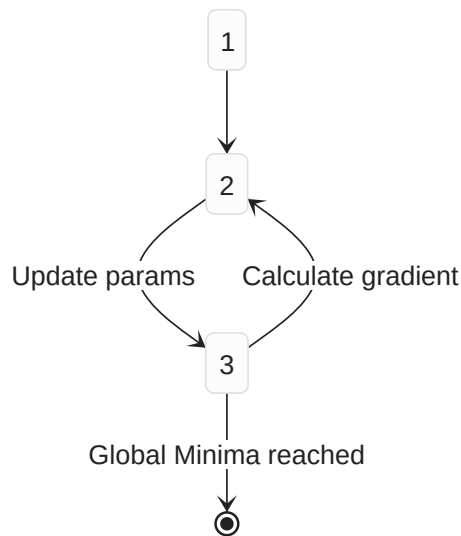 1
2
Update params
Calculate gradient
3
Global Minima reached